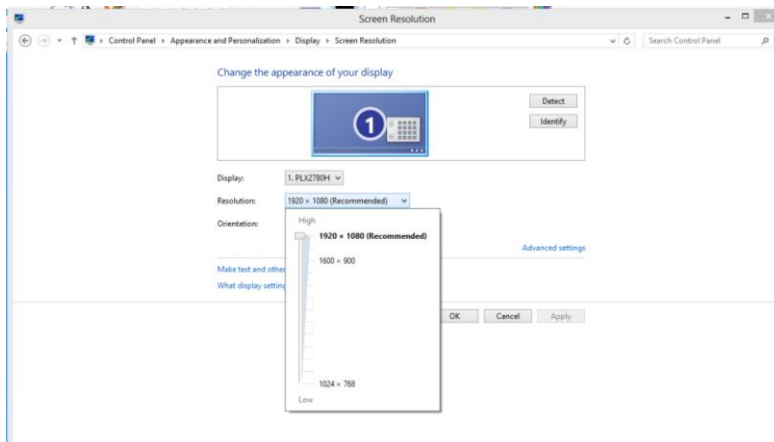 Screen Resolution
Control Panel › Appearance and Personalization › Display › Screen Resolution
Search Control Panel
Change the appearance of your display
1
Detect
Identify
Display:
1. PLX2780H
Resolution:
1920 × 1080 (Recommended)
Orientation:
High
1920 × 1080 (Recommended)
1600 × 900
1024 × 768
Low
Advanced settings
Make text and other
What display setting
OK
Cancel
Apply